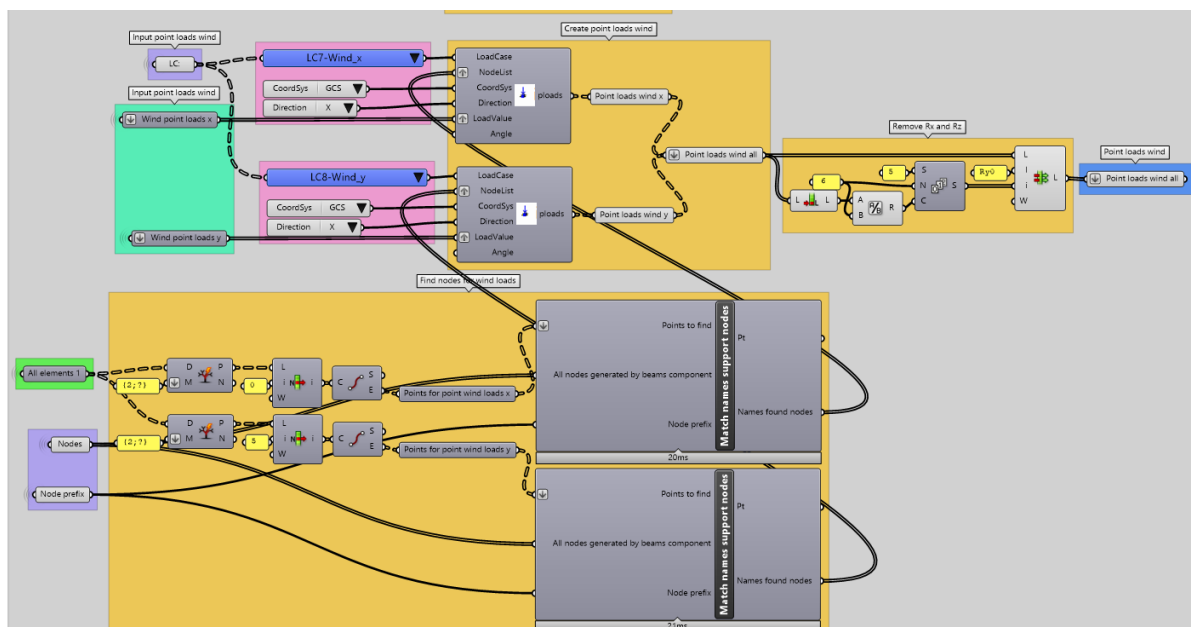 Input point loads wind
LC:
Input point loads wind
Wind point loads x
Wind point loads y
LC7-Wind_x
CoordSys GCS
Direction X
LC8-Wind_y
CoordSys GCS
Direction X
Create point loads wind
LoadCase
NodeList
CoordSys
Direction
LoadValue
Angle
ploads
Point loads wind x
LoadCase
NodeList
CoordSys
Direction
LoadValue
Angle
ploads
Point loads wind y
Point loads wind all
Remove Rx and Rz
6
L L
A
B
R
5
S
N
C
S
Ry0
L
I
i
W
L
Point loads wind
Point loads wind all
Find nodes for wind loads
All elements 1
Nodes
Node prefix
{2;?}
D P
M N
0
L
i N i
W
C S
E
Points for point wind loads x
{2;?}
D P
M N
5
L
i N i
W
C S
E
Points for point wind loads y
Points to find
All nodes generated by beams component
Node prefix
Match names support nodes
Pt
Names found nodes
20ms
Points to find
All nodes generated by beams component
Node prefix
Match names support nodes
Pt
Names found nodes
21ms